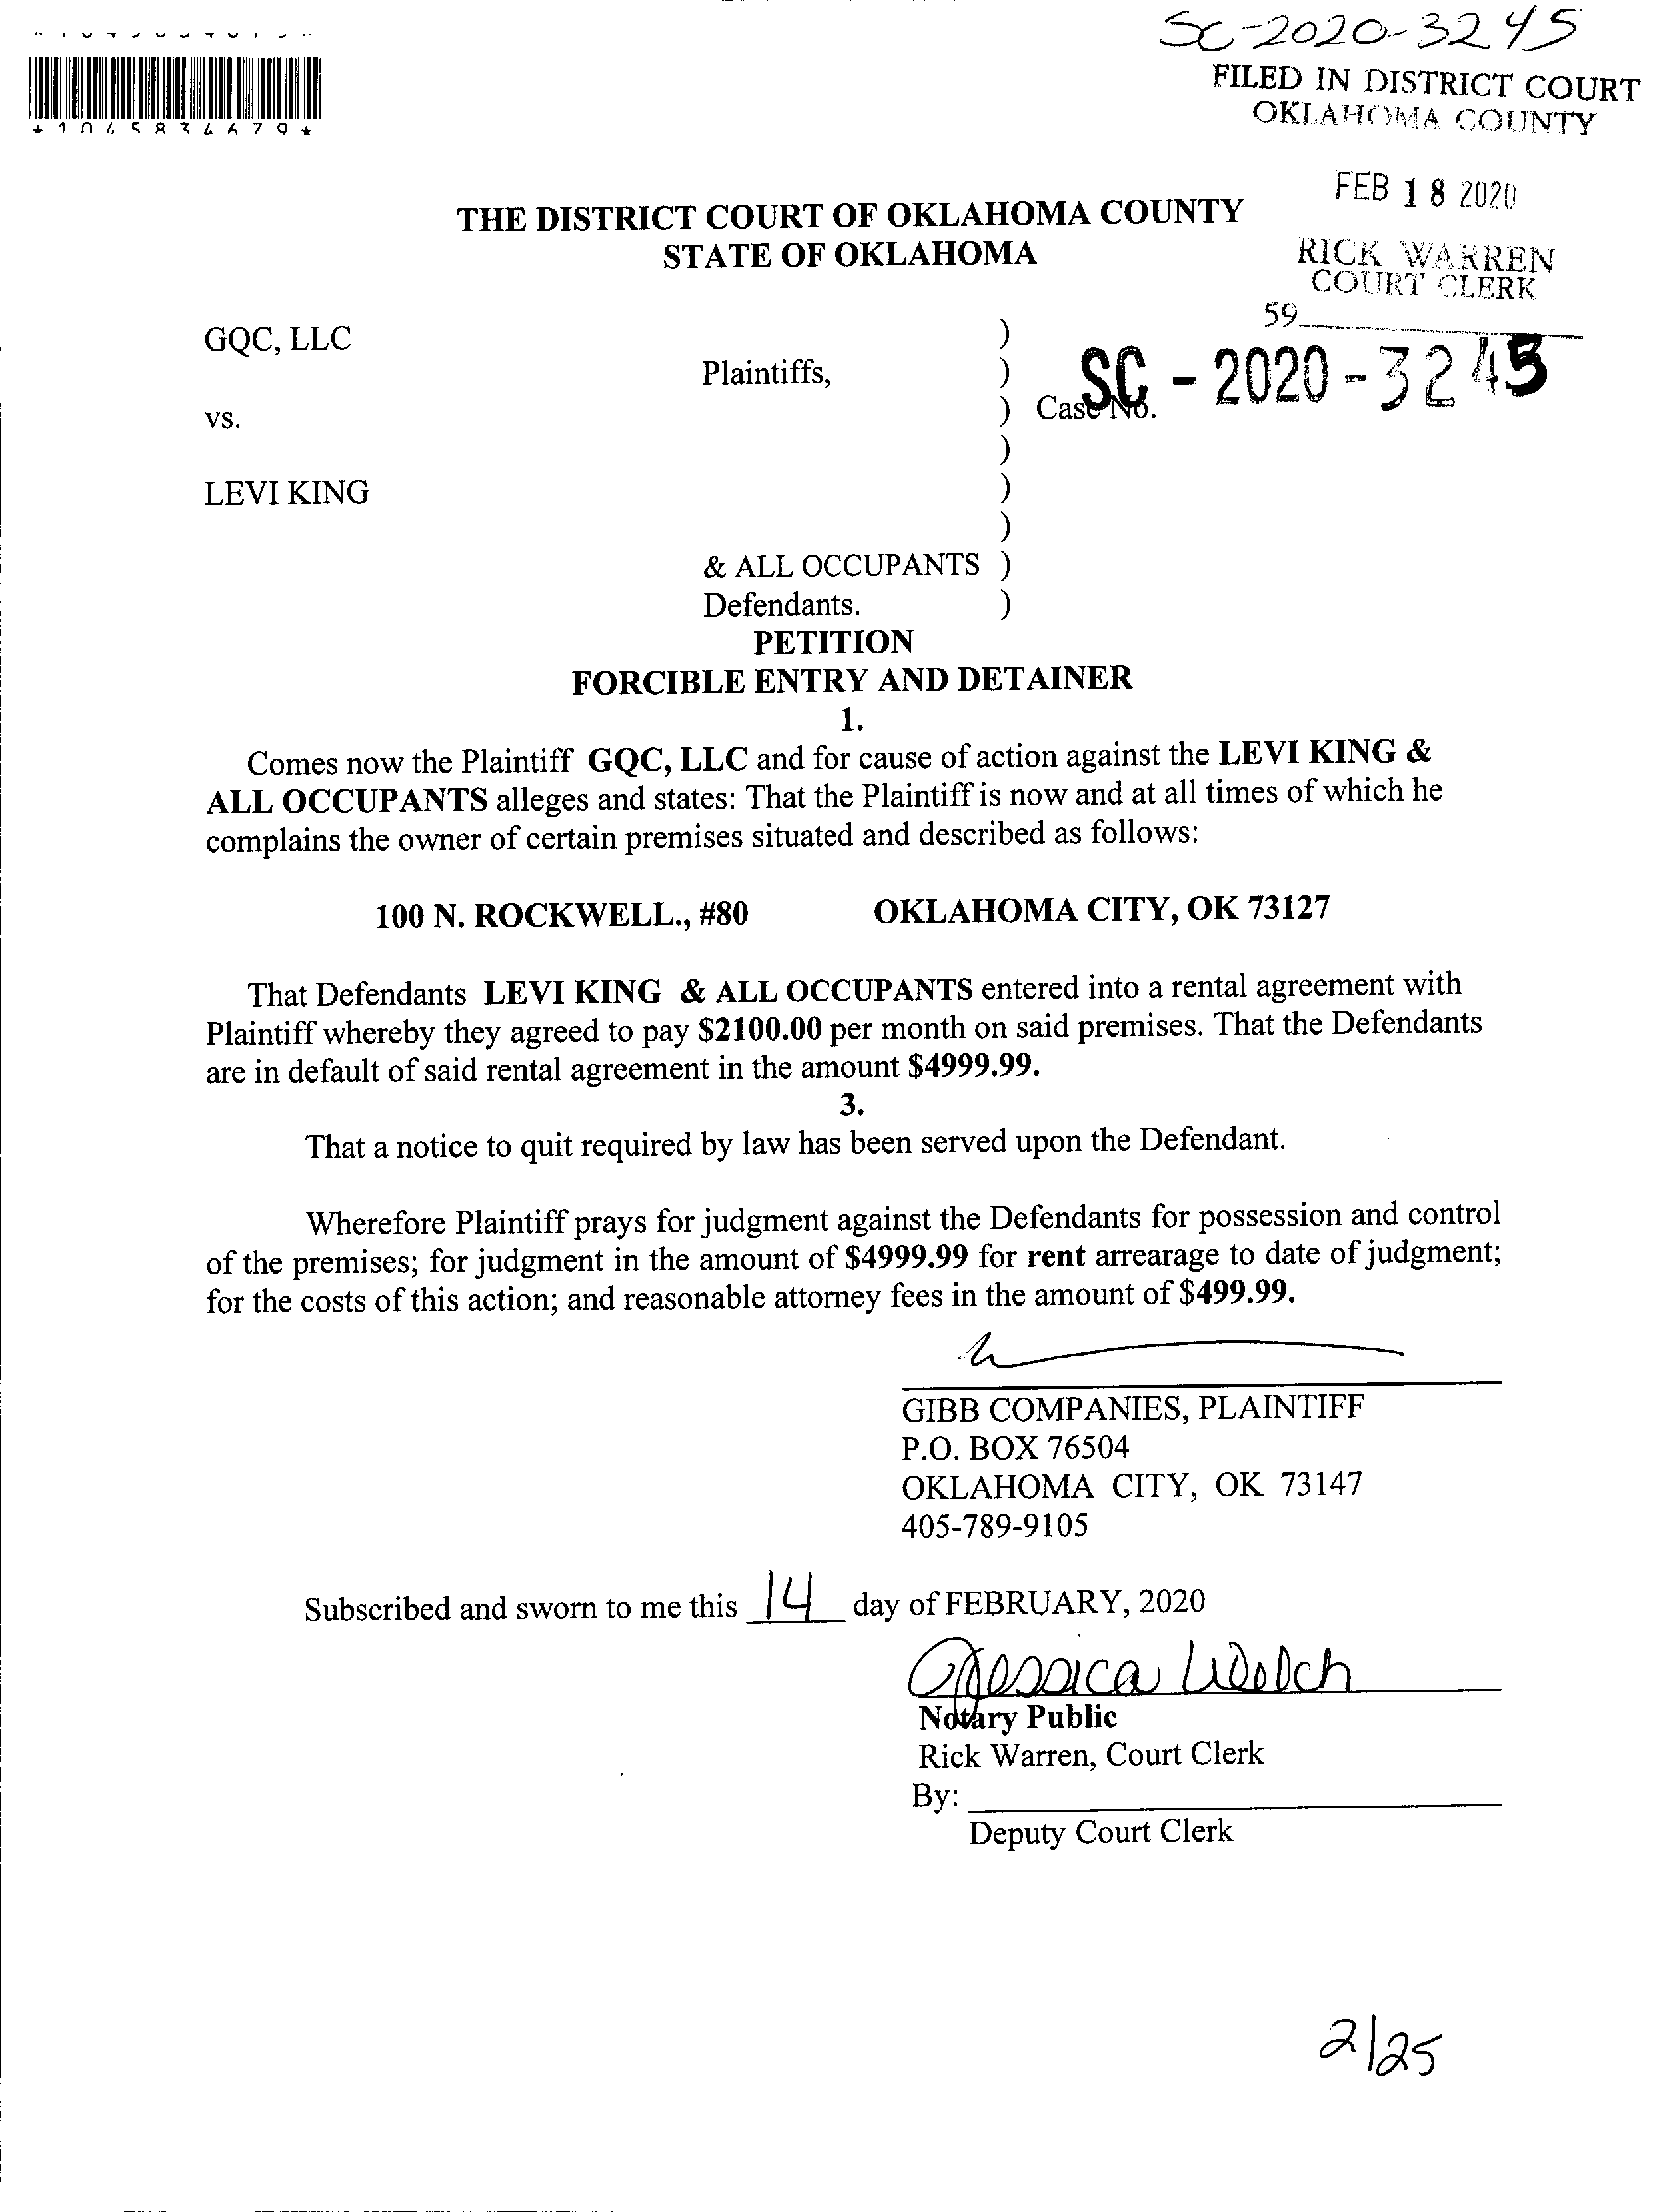 SC-2020-3245
FILED IN DISTRICT COURT
OKLAHOMA COUNTY
FEB 18 2020
RICK WARREN
COURT CLERK
59
THE DISTRICT COURT OF OKLAHOMA COUNTY
STATE OF OKLAHOMA
GQC, LLC )
Plaintiffs, )
vs. ) Case No. SC - 2020 - 3245
)
LEVI KING )
)
& ALL OCCUPANTS )
Defendants. )
PETITION
FORCIBLE ENTRY AND DETAINER
1.
Comes now the Plaintiff GQC, LLC and for cause of action against the LEVI KING &
ALL OCCUPANTS alleges and states: That the Plaintiff is now and at all times of which he
complains the owner of certain premises situated and described as follows:
100 N. ROCKWELL., #80 OKLAHOMA CITY, OK 73127
That Defendants LEVI KING & ALL OCCUPANTS entered into a rental agreement with
Plaintiff whereby they agreed to pay $2100.00 per month on said premises. That the Defendants
are in default of said rental agreement in the amount $4999.99.
3.
That a notice to quit required by law has been served upon the Defendant.
Wherefore Plaintiff prays for judgment against the Defendants for possession and control
of the premises; for judgment in the amount of $4999.99 for rent arrearage to date of judgment;
for the costs of this action; and reasonable attorney fees in the amount of $499.99.
GIBB COMPANIES, PLAINTIFF
P.O. BOX 76504
OKLAHOMA CITY, OK 73147
405-789-9105
Subscribed and sworn to me this 14 day of FEBRUARY, 2020
Jessica Welch
Notary Public
Rick Warren, Court Clerk
By:
Deputy Court Clerk
2/25